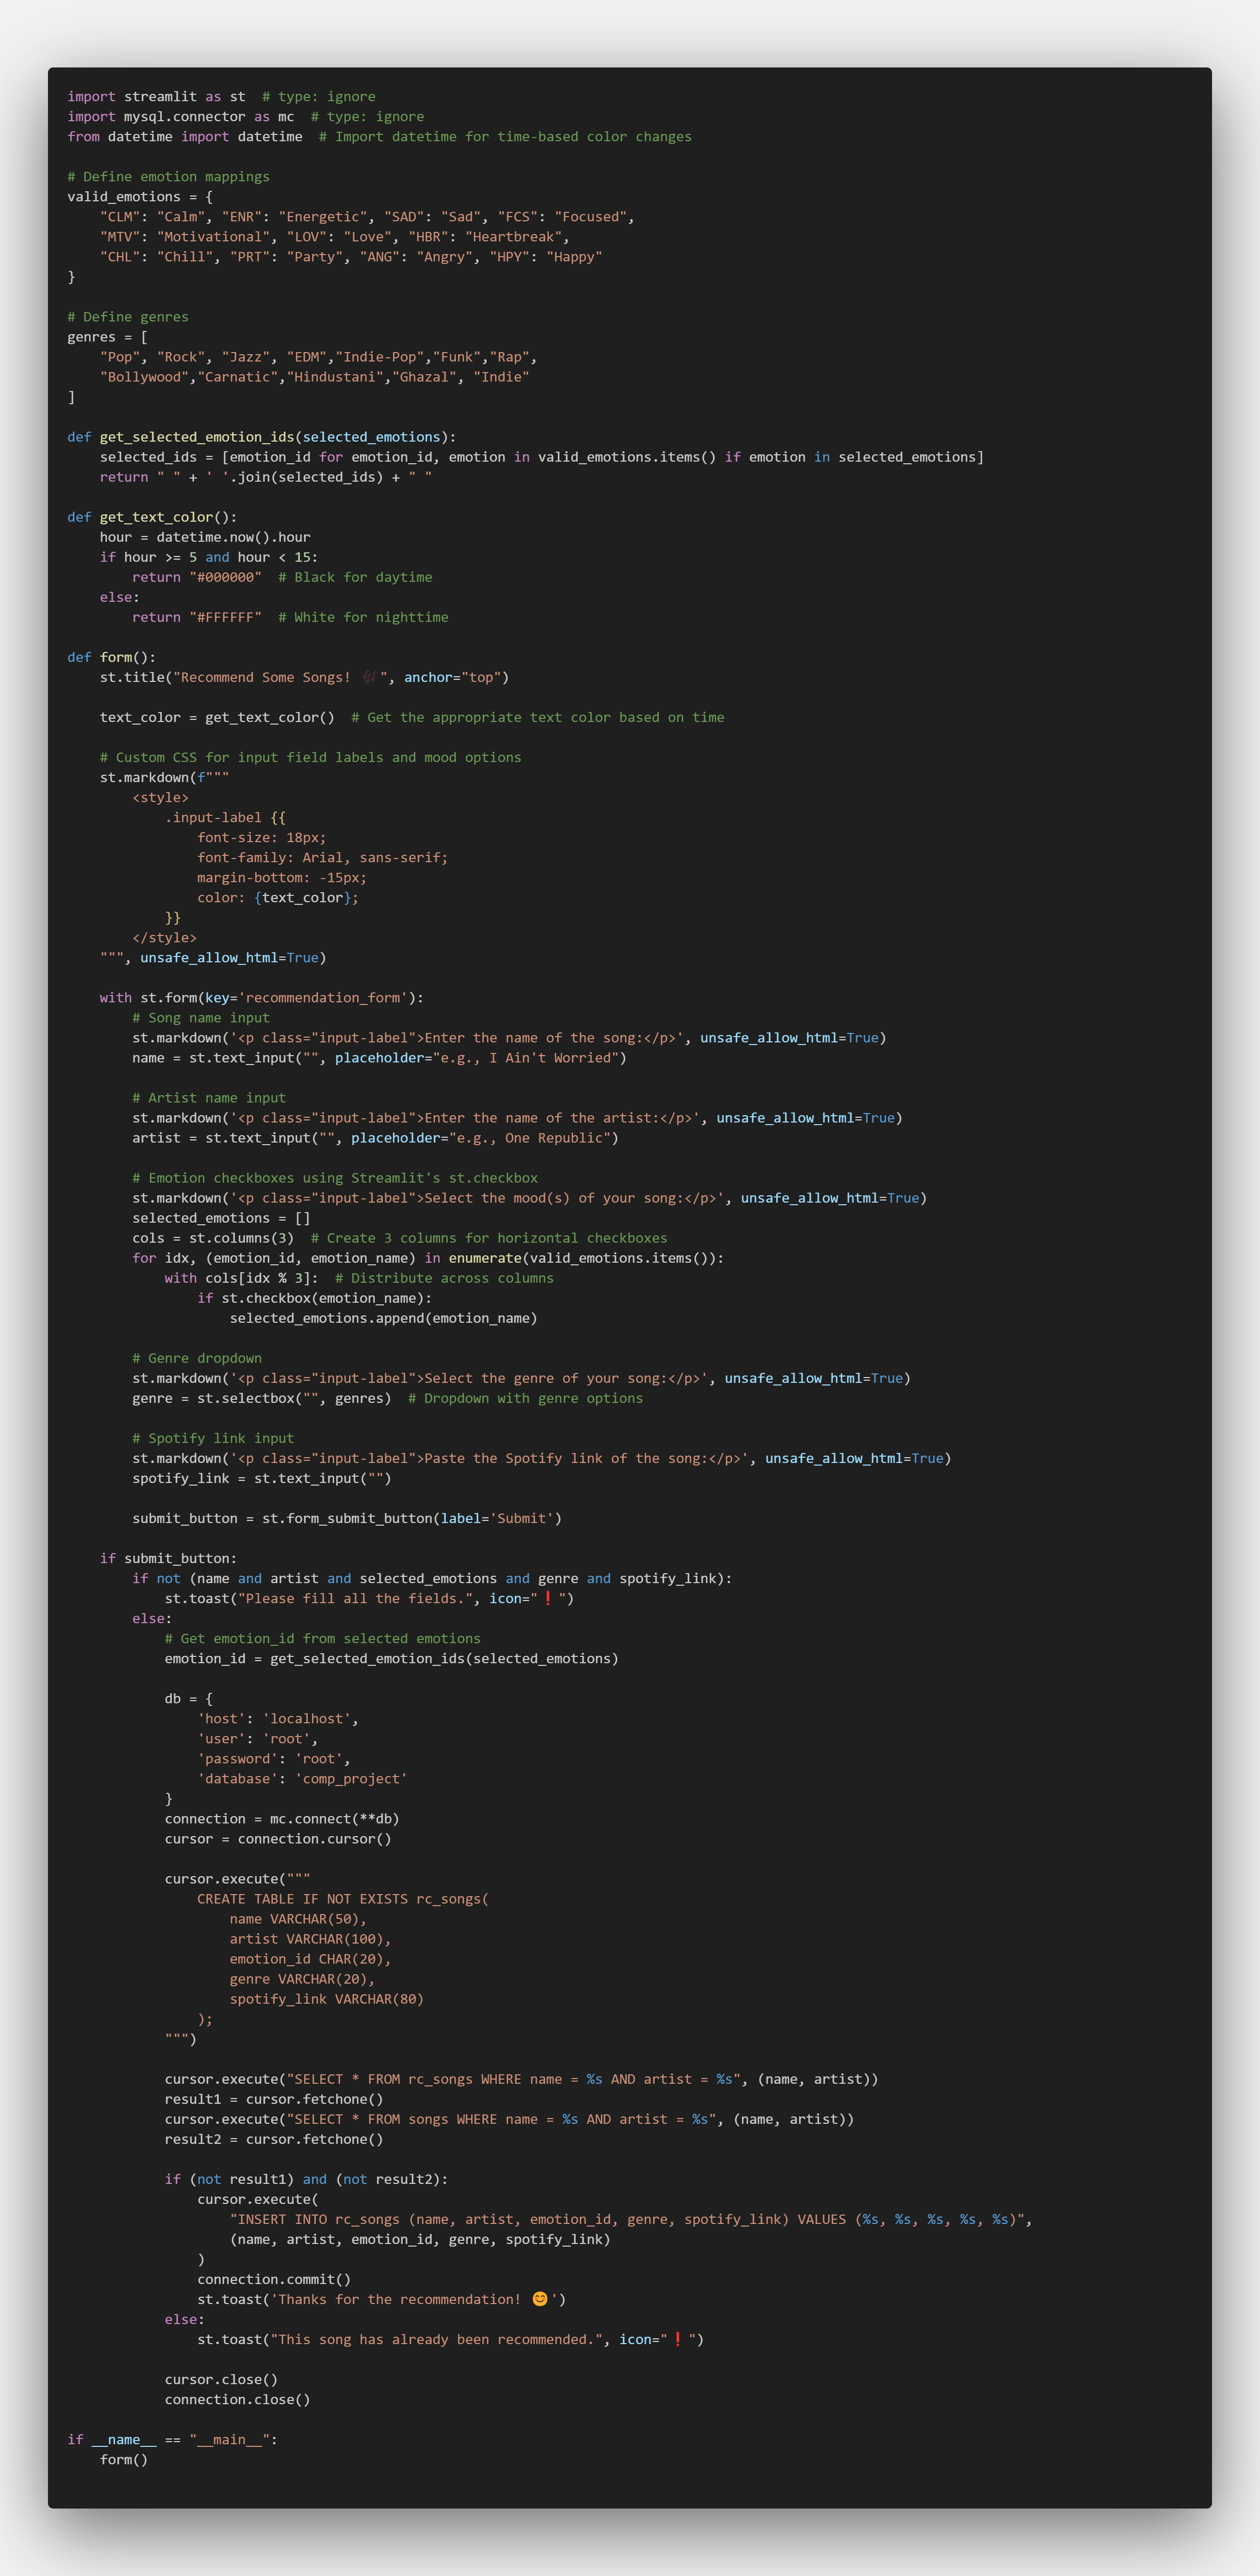 import streamlit as st  # type: ignore
import mysql.connector as mc  # type: ignore
from datetime import datetime  # Import datetime for time-based color changes

# Define emotion mappings
valid_emotions = {
    "CLM": "Calm", "ENR": "Energetic", "SAD": "Sad", "FCS": "Focused",
    "MTV": "Motivational", "LOV": "Love", "HBR": "Heartbreak",
    "CHL": "Chill", "PRT": "Party", "ANG": "Angry", "HPY": "Happy"
}

# Define genres
genres = [
    "Pop", "Rock", "Jazz", "EDM","Indie-Pop","Funk","Rap",
    "Bollywood","Carnatic","Hindustani","Ghazal", "Indie"
]

def get_selected_emotion_ids(selected_emotions):
    selected_ids = [emotion_id for emotion_id, emotion in valid_emotions.items() if emotion in selected_emotions]
    return " " + ' '.join(selected_ids) + " "

def get_text_color():
    hour = datetime.now().hour
    if hour >= 5 and hour < 15:
        return "#000000"  # Black for daytime
    else:
        return "#FFFFFF"  # White for nighttime

def form():
    st.title("Recommend Some Songs! 🎶", anchor="top")

    text_color = get_text_color()  # Get the appropriate text color based on time

    # Custom CSS for input field labels and mood options
    st.markdown(f"""
        <style>
            .input-label {{
                font-size: 18px;
                font-family: Arial, sans-serif;
                margin-bottom: -15px;
                color: {text_color};
            }}
        </style>
    """, unsafe_allow_html=True)

    with st.form(key='recommendation_form'):
        # Song name input
        st.markdown('<p class="input-label">Enter the name of the song:</p>', unsafe_allow_html=True)
        name = st.text_input("", placeholder="e.g., I Ain't Worried")

        # Artist name input
        st.markdown('<p class="input-label">Enter the name of the artist:</p>', unsafe_allow_html=True)
        artist = st.text_input("", placeholder="e.g., One Republic")

        # Emotion checkboxes using Streamlit's st.checkbox
        st.markdown('<p class="input-label">Select the mood(s) of your song:</p>', unsafe_allow_html=True)
        selected_emotions = []
        cols = st.columns(3)  # Create 3 columns for horizontal checkboxes
        for idx, (emotion_id, emotion_name) in enumerate(valid_emotions.items()):
            with cols[idx % 3]:  # Distribute across columns
                if st.checkbox(emotion_name):
                    selected_emotions.append(emotion_name)

        # Genre dropdown
        st.markdown('<p class="input-label">Select the genre of your song:</p>', unsafe_allow_html=True)
        genre = st.selectbox("", genres)  # Dropdown with genre options

        # Spotify link input
        st.markdown('<p class="input-label">Paste the Spotify link of the song:</p>', unsafe_allow_html=True)
        spotify_link = st.text_input("")

        submit_button = st.form_submit_button(label='Submit')

    if submit_button:
        if not (name and artist and selected_emotions and genre and spotify_link):
            st.toast("Please fill all the fields.", icon="❗")
        else:
            # Get emotion_id from selected emotions
            emotion_id = get_selected_emotion_ids(selected_emotions)

            db = {
                'host': 'localhost',
                'user': 'root',
                'password': 'root',
                'database': 'comp_project'
            }
            connection = mc.connect(**db)
            cursor = connection.cursor()

            cursor.execute("""
                CREATE TABLE IF NOT EXISTS rc_songs(
                    name VARCHAR(50),
                    artist VARCHAR(100),
                    emotion_id CHAR(20),
                    genre VARCHAR(20),
                    spotify_link VARCHAR(80)
                );
            """)

            cursor.execute("SELECT * FROM rc_songs WHERE name = %s AND artist = %s", (name, artist))
            result1 = cursor.fetchone()
            cursor.execute("SELECT * FROM songs WHERE name = %s AND artist = %s", (name, artist))
            result2 = cursor.fetchone()

            if (not result1) and (not result2):
                cursor.execute(
                    "INSERT INTO rc_songs (name, artist, emotion_id, genre, spotify_link) VALUES (%s, %s, %s, %s, %s)",
                    (name, artist, emotion_id, genre, spotify_link)
                )
                connection.commit()
                st.toast('Thanks for the recommendation! 😊')
            else:
                st.toast("This song has already been recommended.", icon="❗")

            cursor.close()
            connection.close()

if __name__ == "__main__":
    form()